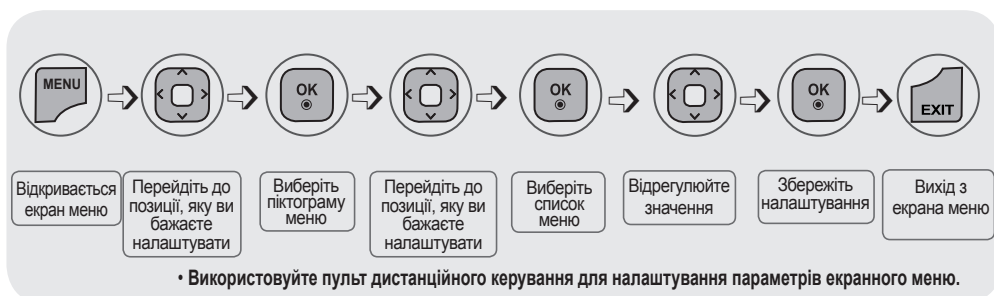 MENU
OK
OK
OK
EXIT
Відкривається
екран меню
Перейдіть до
позиції, яку ви
бажаєте
налаштувати
Виберіть
піктограму
меню
Перейдіть до
позиції, яку ви
бажаєте
налаштувати
Виберіть
список
меню
Відрегулюйте
значення
Збережіть
налаштування
Вихід з
екрана меню
• Використовуйте пульт дистанційного керування для налаштування параметрів екранного меню.